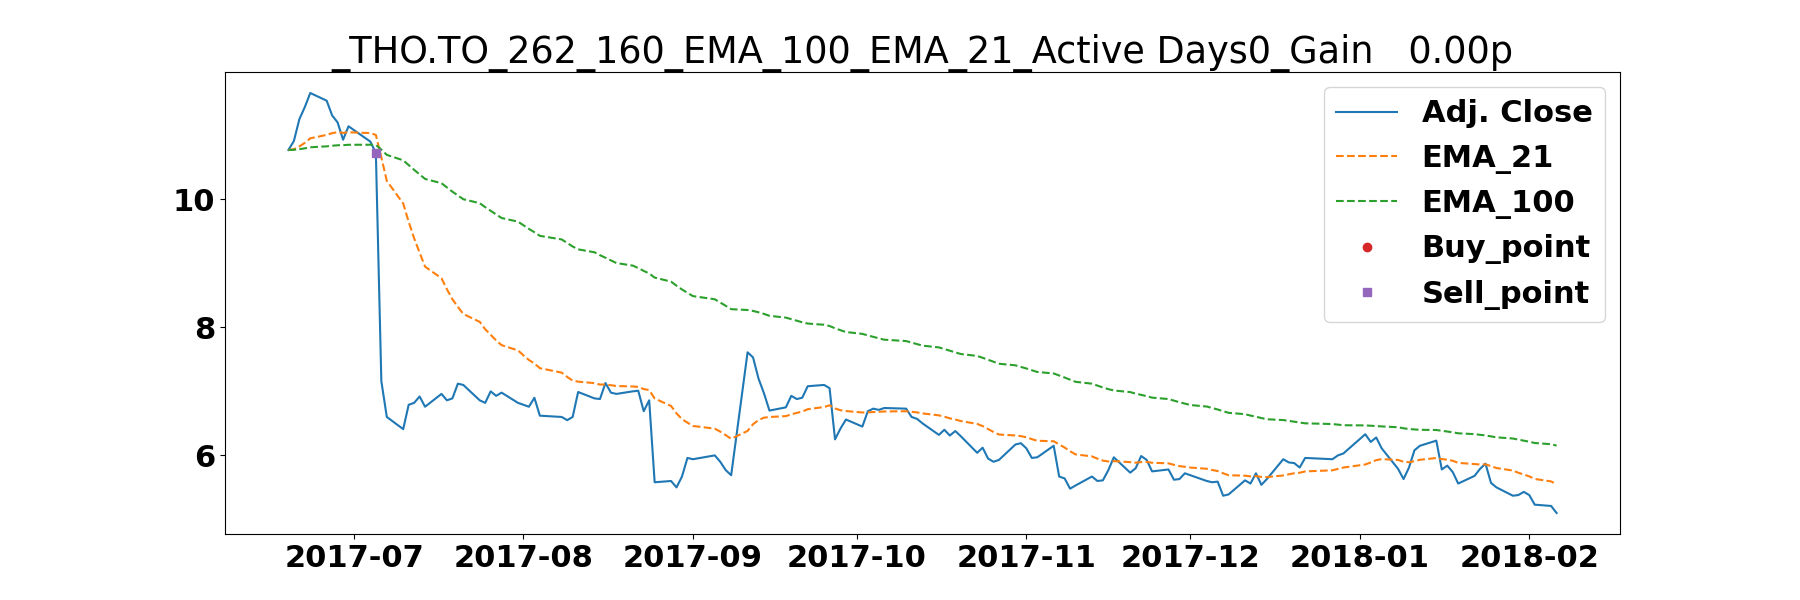 _THO.TO_262_160_EMA_100_EMA_21_Active Days0_Gain   0.00p
Adj. Close
EMA_21
EMA_100
Buy_point
Sell_point
10
8
6
2017-07 2017-08 2017-09 2017-10 2017-11 2017-12 2018-01 2018-02